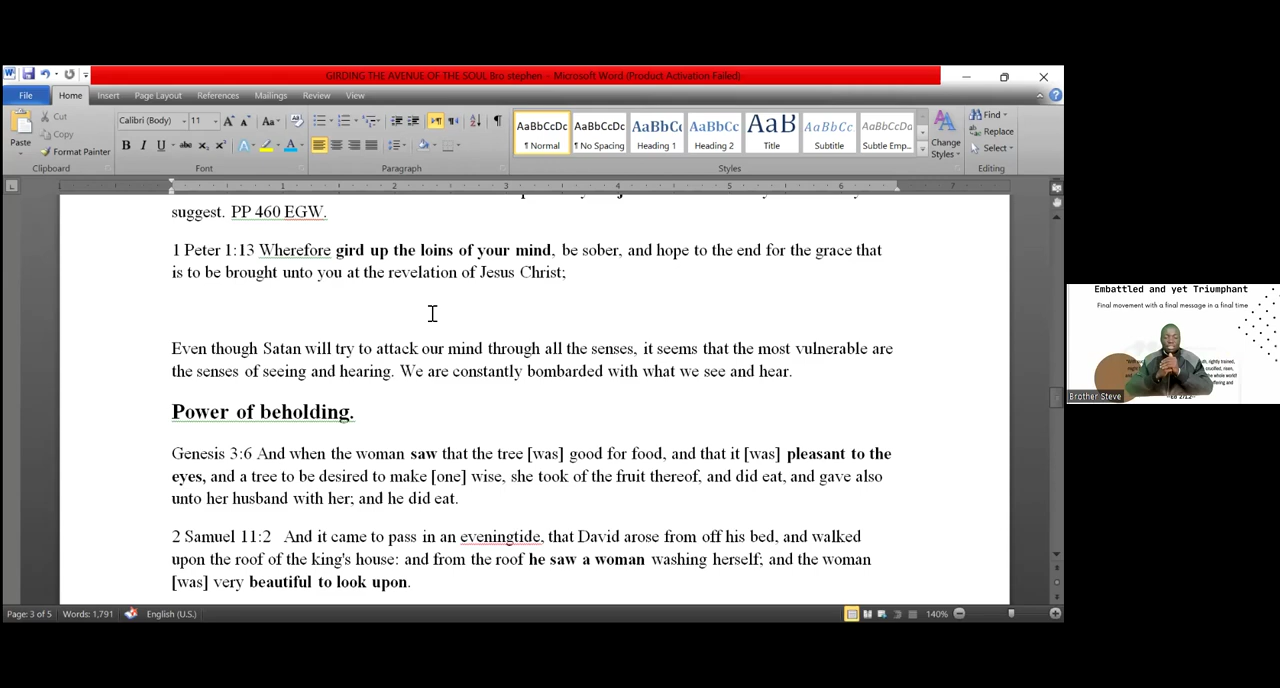 GIRDING THE AVENUE OF THE SOUL Bro stephen - Microsoft Word (Product Activation Failed)
File Home Insert Page Layout References Mailings Review View
Paste
Cut
Copy
Format Painter
Clipboard
Calibri (Body) 11
Font
Paragraph
AaBbCcDc AaBbCcDc AaBbCc AaBbCc AaB AaBbCc. AaBbCcDc
¶ Normal ¶ No Spacing Heading 1 Heading 2 Title Subtitle Subtle Emp...
Change
Styles
Styles
Find
Replace
Select
Editing
1 2 3 4 5 6 7
suggest. PP 460 EGW.
1 Peter 1:13 Wherefore gird up the loins of your mind, be sober, and hope to the end for the grace that
is to be brought unto you at the revelation of Jesus Christ;
Even though Satan will try to attack our mind through all the senses, it seems that the most vulnerable are
the senses of seeing and hearing. We are constantly bombarded with what we see and hear.
Power of beholding.
Genesis 3:6 And when the woman saw that the tree [was] good for food, and that it [was] pleasant to the
eyes, and a tree to be desired to make [one] wise, she took of the fruit thereof, and did eat, and gave also
unto her husband with her; and he did eat.
2 Samuel 11:2 And it came to pass in an eveningtide, that David arose from off his bed, and walked
upon the roof of the king's house: and from the roof he saw a woman washing herself; and the woman
[was] very beautiful to look upon.
Page: 3 of 5 Words: 1,791 English (U.S.) 140%
Embattled and yet Triumphant
Final movement with a final message in a final time
Brother Steve